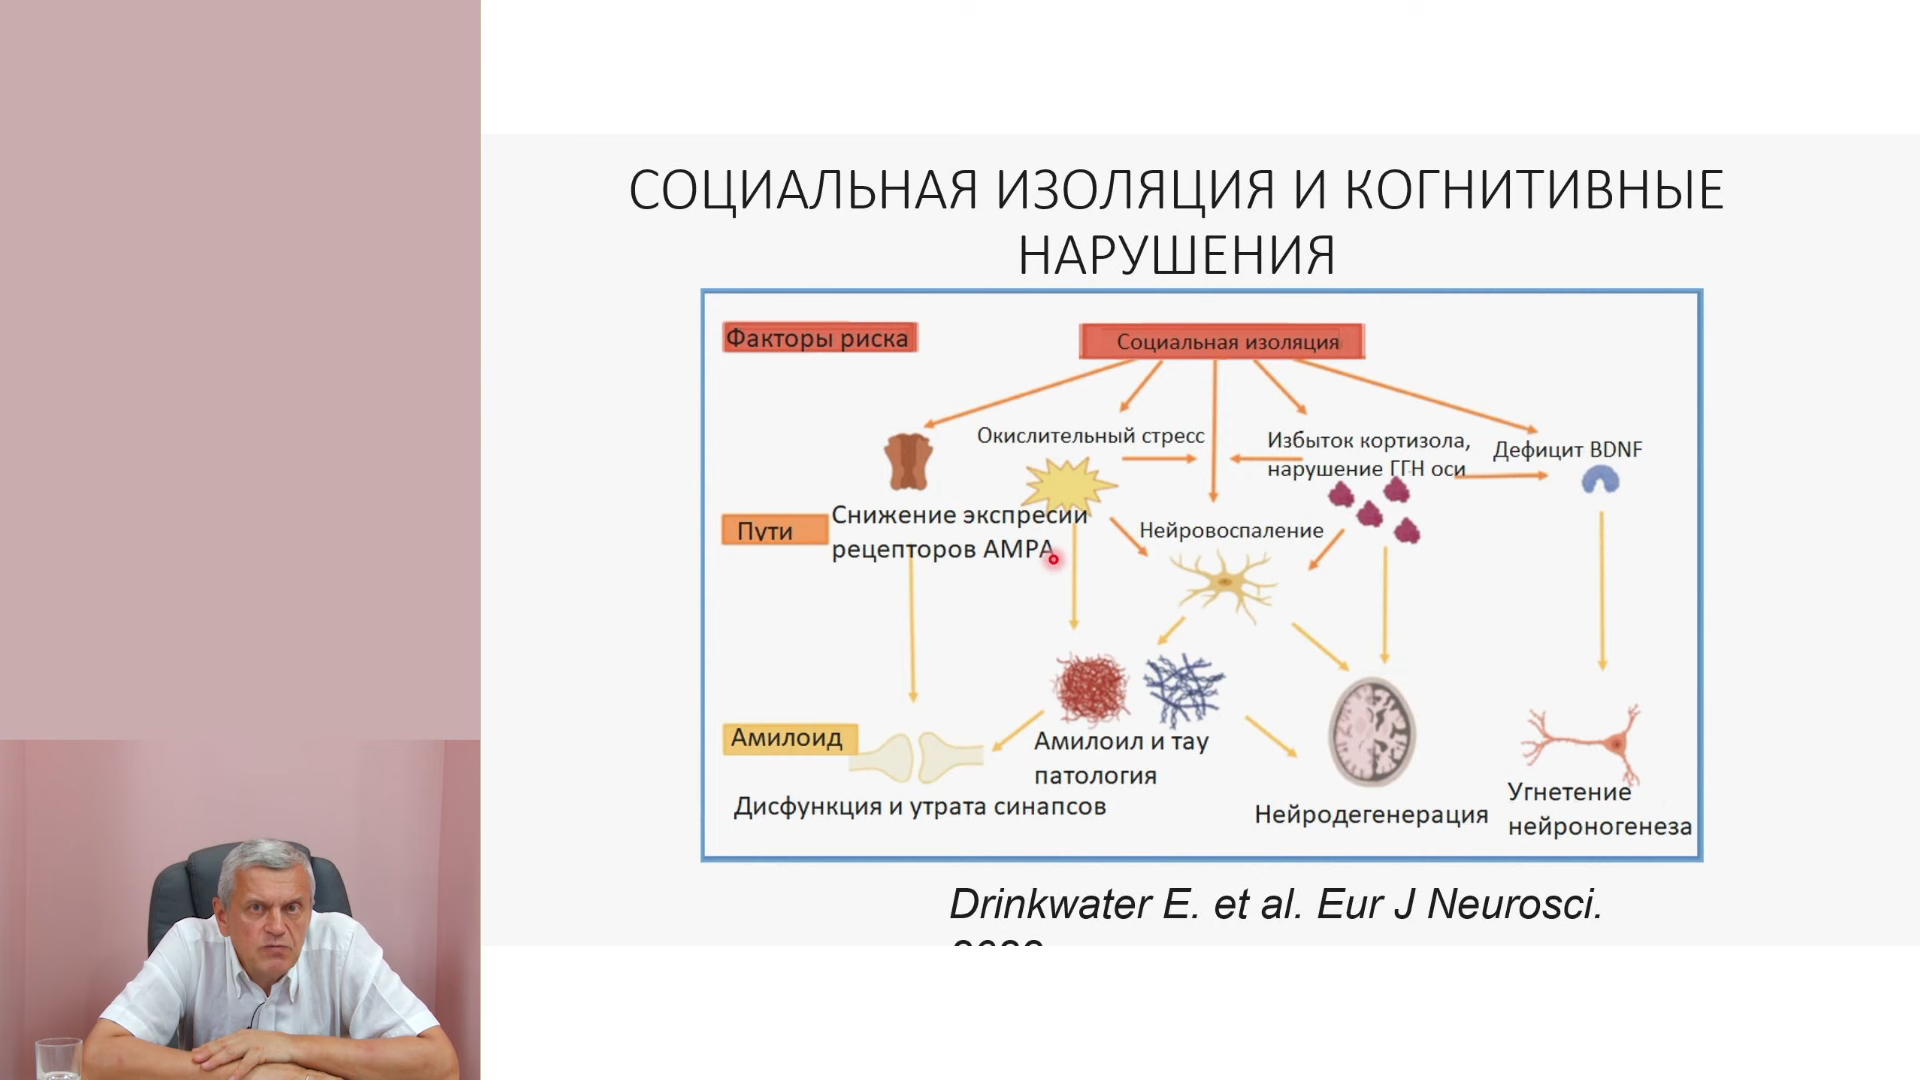 СОЦИАЛЬНАЯ ИЗОЛЯЦИЯ И КОГНИТИВНЫЕ
НАРУШЕНИЯ
Факторы риска
Социальная изоляция
Окислительный стресс
Избыток кортизола,
нарушение ГГН оси
Дефицит BDNF
Пути
Снижение экспресии
рецепторов АМРА
Нейровоспаление
Амилоид
Амилоил и тау
патология
Дисфункция и утрата синапсов
Нейродегенерация
Угнетение
нейроногенеза
Drinkwater E. et al. Eur J Neurosci.